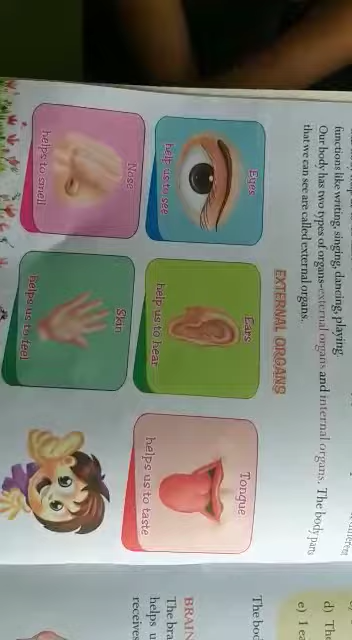 functions like writing, singing, dancing, playing.
Our body has two types of organs-external organs and internal organs. The body parts
that we can see are called external organs.
EXTERNAL ORGANS
Eyes
help us to see
Ears
help us to hear
Tongue
helps us to taste
Nose
helps to smell
Skin
helps us to feel
d) The
e) I ea
The bod
BRAIN
The bra
helps u
receives